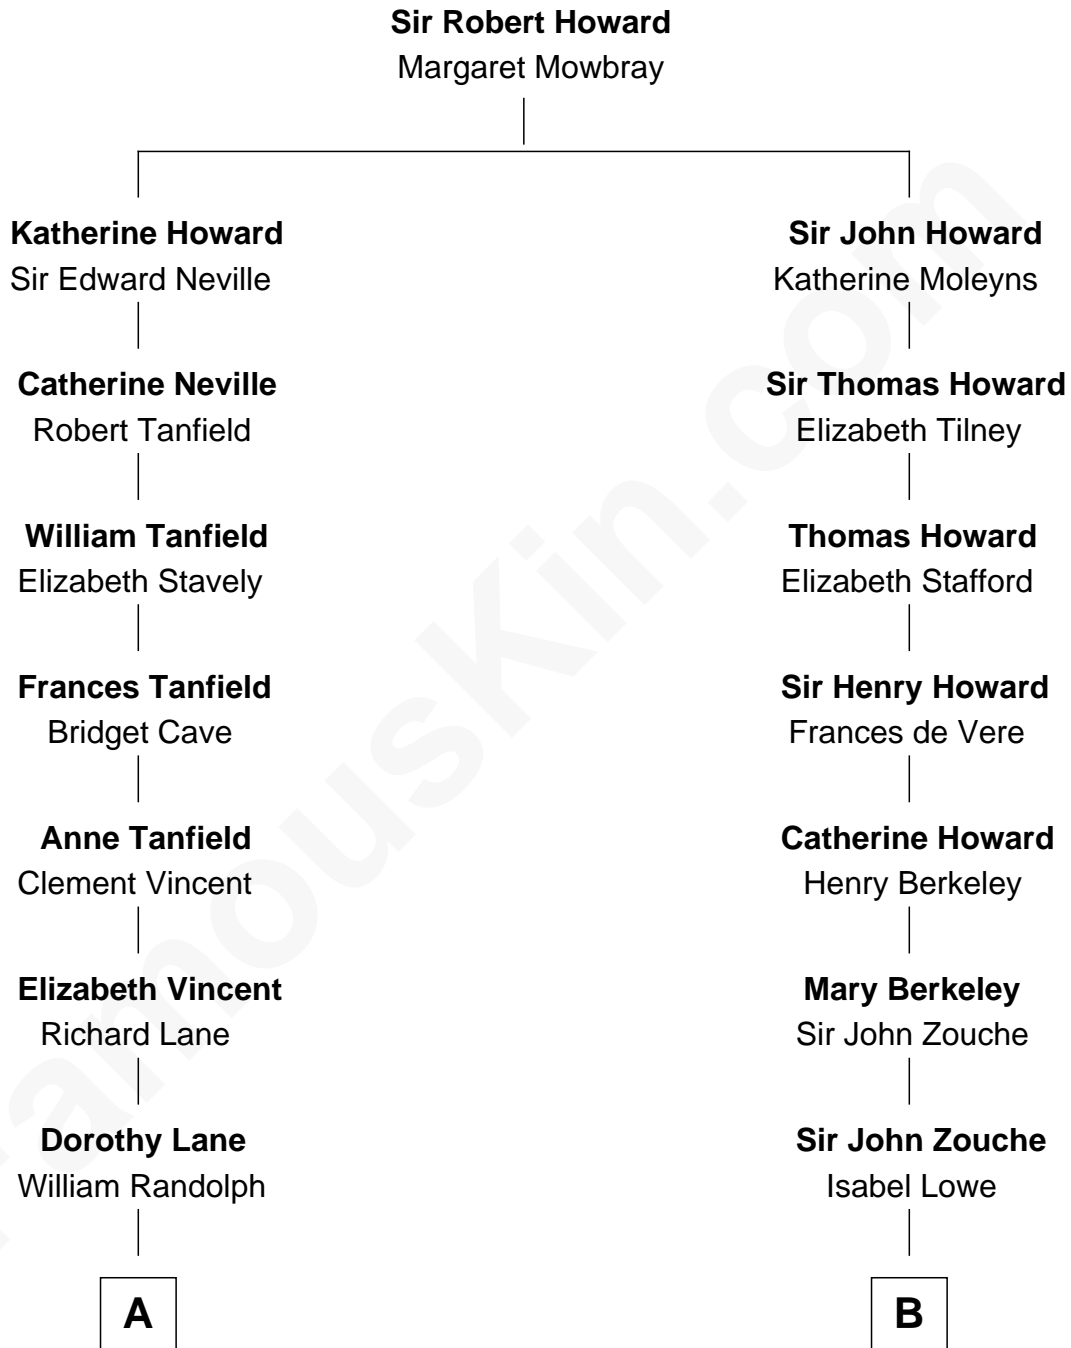 Sir Robert Howard
Margaret Mowbray
Katherine Howard
Sir Edward Neville
Sir John Howard
Katherine Moleyns
Catherine Neville
Robert Tanfield
Sir Thomas Howard
Elizabeth Tilney
William Tanfield
Elizabeth Stavely
Thomas Howard
Elizabeth Stafford
Frances Tanfield
Bridget Cave
Sir Henry Howard
Frances de Vere
Anne Tanfield
Clement Vincent
Catherine Howard
Henry Berkeley
Elizabeth Vincent
Richard Lane
Mary Berkeley
Sir John Zouche
Dorothy Lane
William Randolph
Sir John Zouche
Isabel Lowe
A
B
FamousKin.com